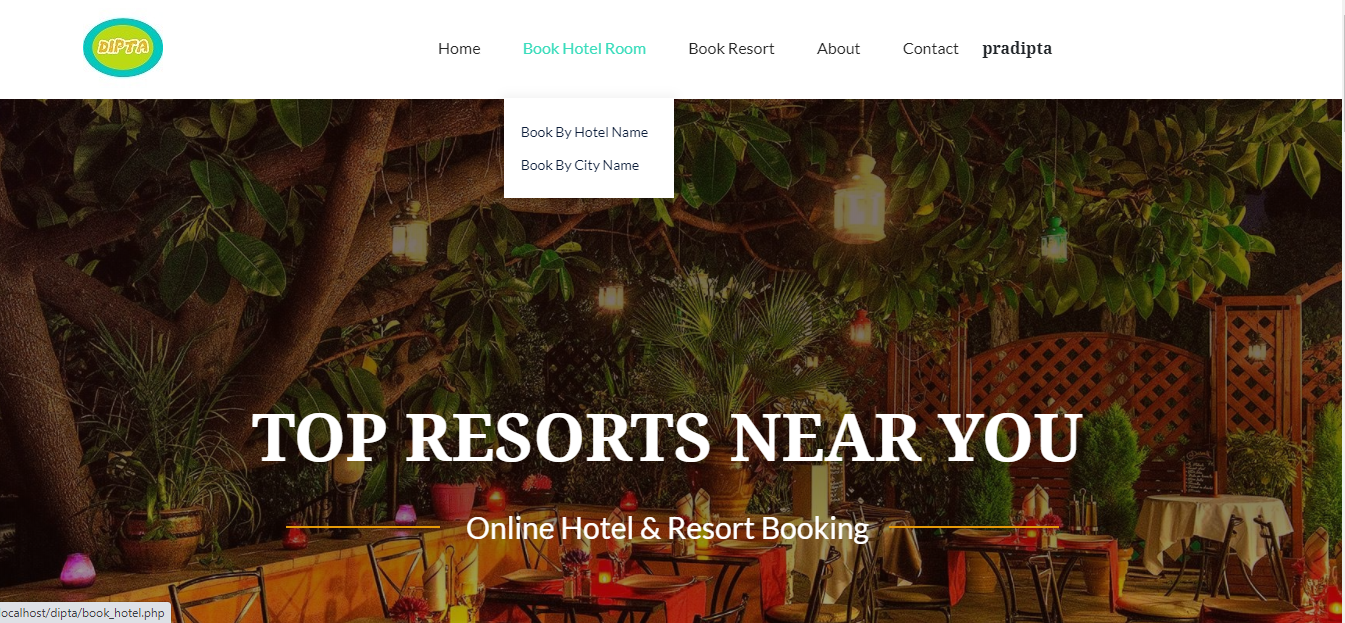 DIPTA
Home Book Hotel Room Book Resort About Contact pradipta
Book By Hotel Name
Book By City Name
TOP RESORTS NEAR YOU
Online Hotel & Resort Booking
ocalhost/dipta/book_hotel.php